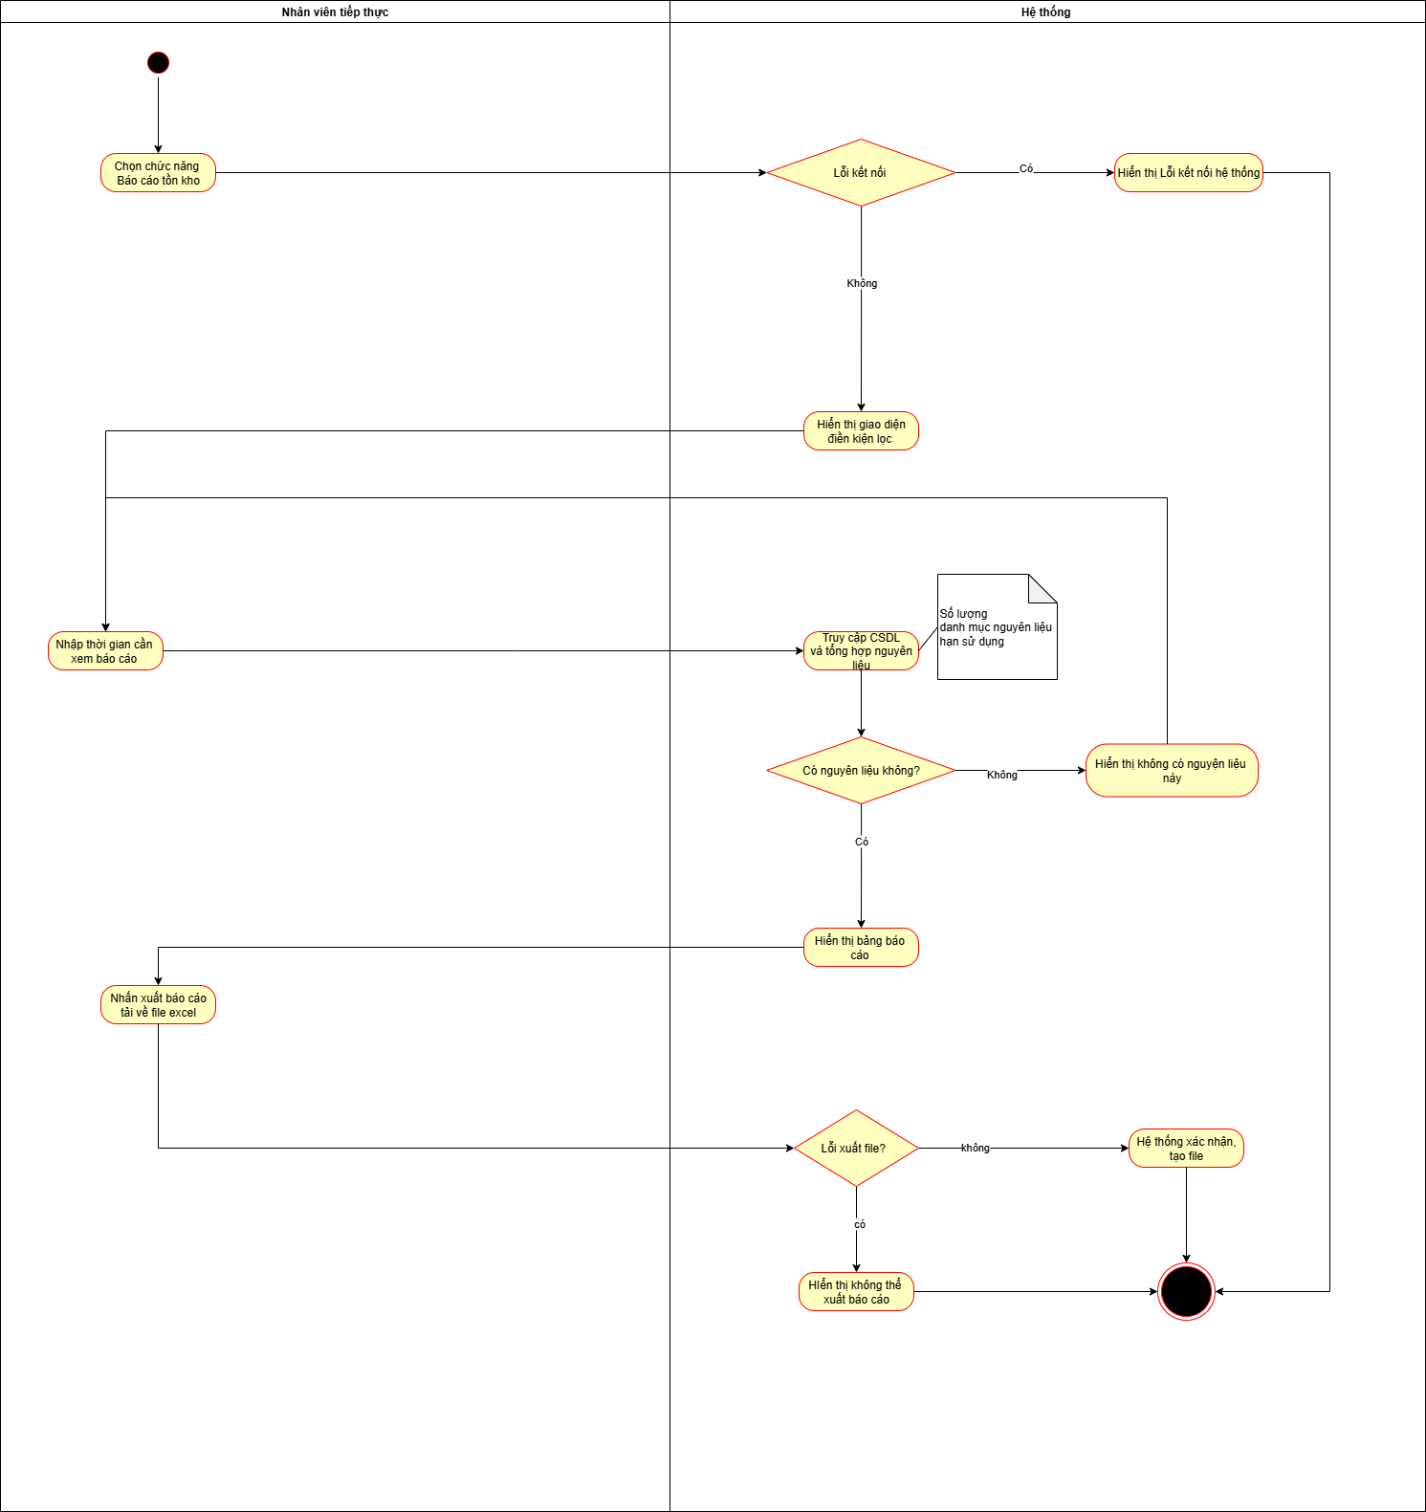 Nhân viên tiếp thực
Hệ thống
Chọn chức năng
Báo cáo tồn kho
Lỗi kết nối
Có
Hiển thị Lỗi kết nối hệ thống
Không
Hiển thị giao diện
điền kiện lọc
Số lượng
danh mục nguyên liệu
hạn sử dụng
Nhập thời gian cần
xem báo cáo
Truy cập CSDL
và tổng hợp nguyên
liệu
Có nguyên liệu không?
Không
Hiển thị không có nguyện liệu
này
Có
Hiển thị bảng báo
cáo
Nhấn xuất báo cáo
tải về file excel
Lỗi xuất file?
không
Hệ thống xác nhận,
tạo file
có
HIển thị không thể
xuất báo cáo